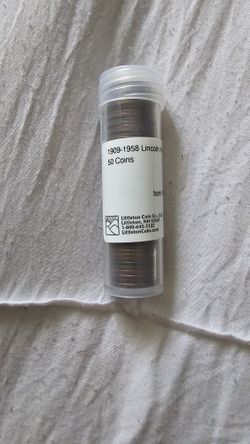 1909-1958 Lincoln
50 Coins
Littleton Coin Co.,
Littleton, NH
1-800-645-3122
LittletonCoin.com